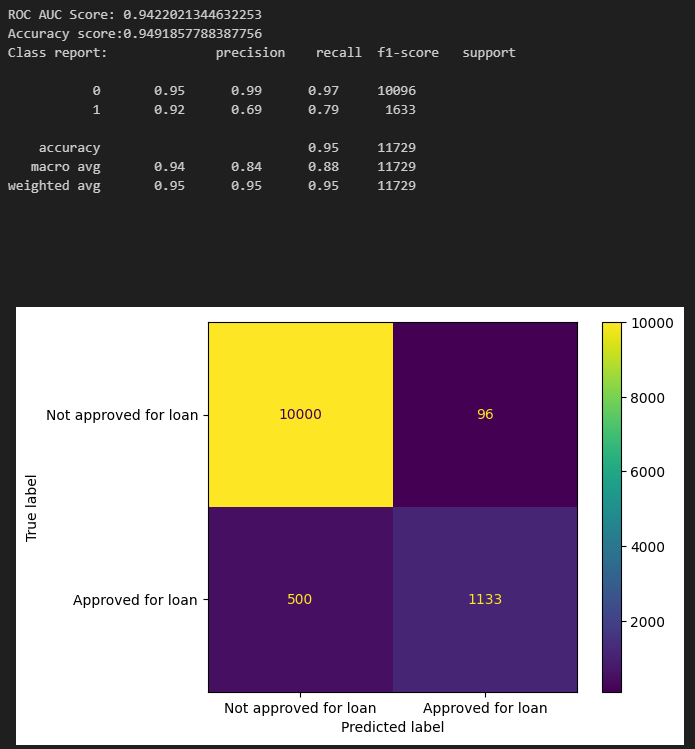 ROC AUC Score: 0.9422021344632253
Accuracy score:0.9491857788387756
Class report:              precision    recall  f1-score   support
0       0.95      0.99      0.97     10096
1       0.92      0.69      0.79      1633
accuracy                           0.95     11729
macro avg       0.94      0.84      0.88     11729
weighted avg       0.95      0.95      0.95     11729
10000
Not approved for loan 10000 96
8000
6000
True label
4000
Approved for loan 500 1133
2000
Not approved for loan Approved for loan
Predicted label